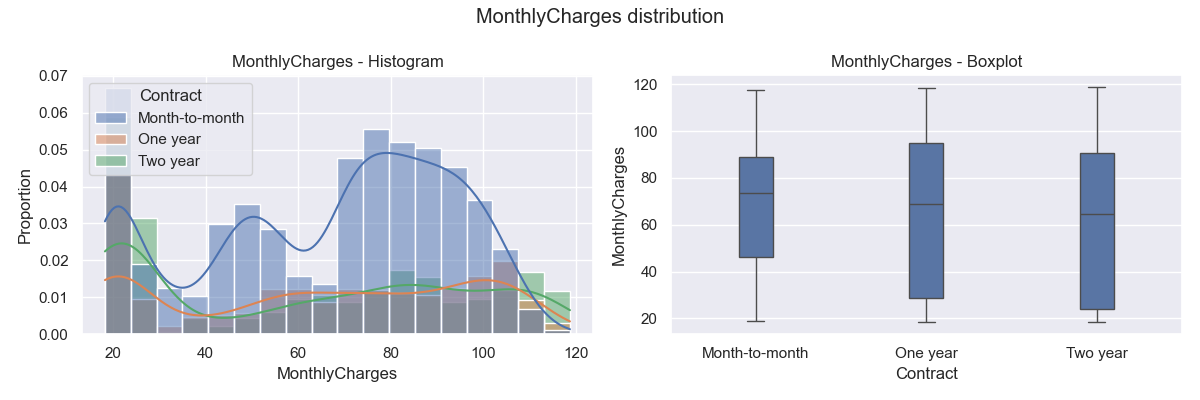 MonthlyCharges distribution
MonthlyCharges - Histogram
Proportion
0.07
0.06
0.05
0.04
0.03
0.02
0.01
0.00
Contract
Month-to-month
One year
Two year
20 40 60 80 100 120
MonthlyCharges
MonthlyCharges - Boxplot
MonthlyCharges
120
100
80
60
40
20
Month-to-month One year Two year
Contract